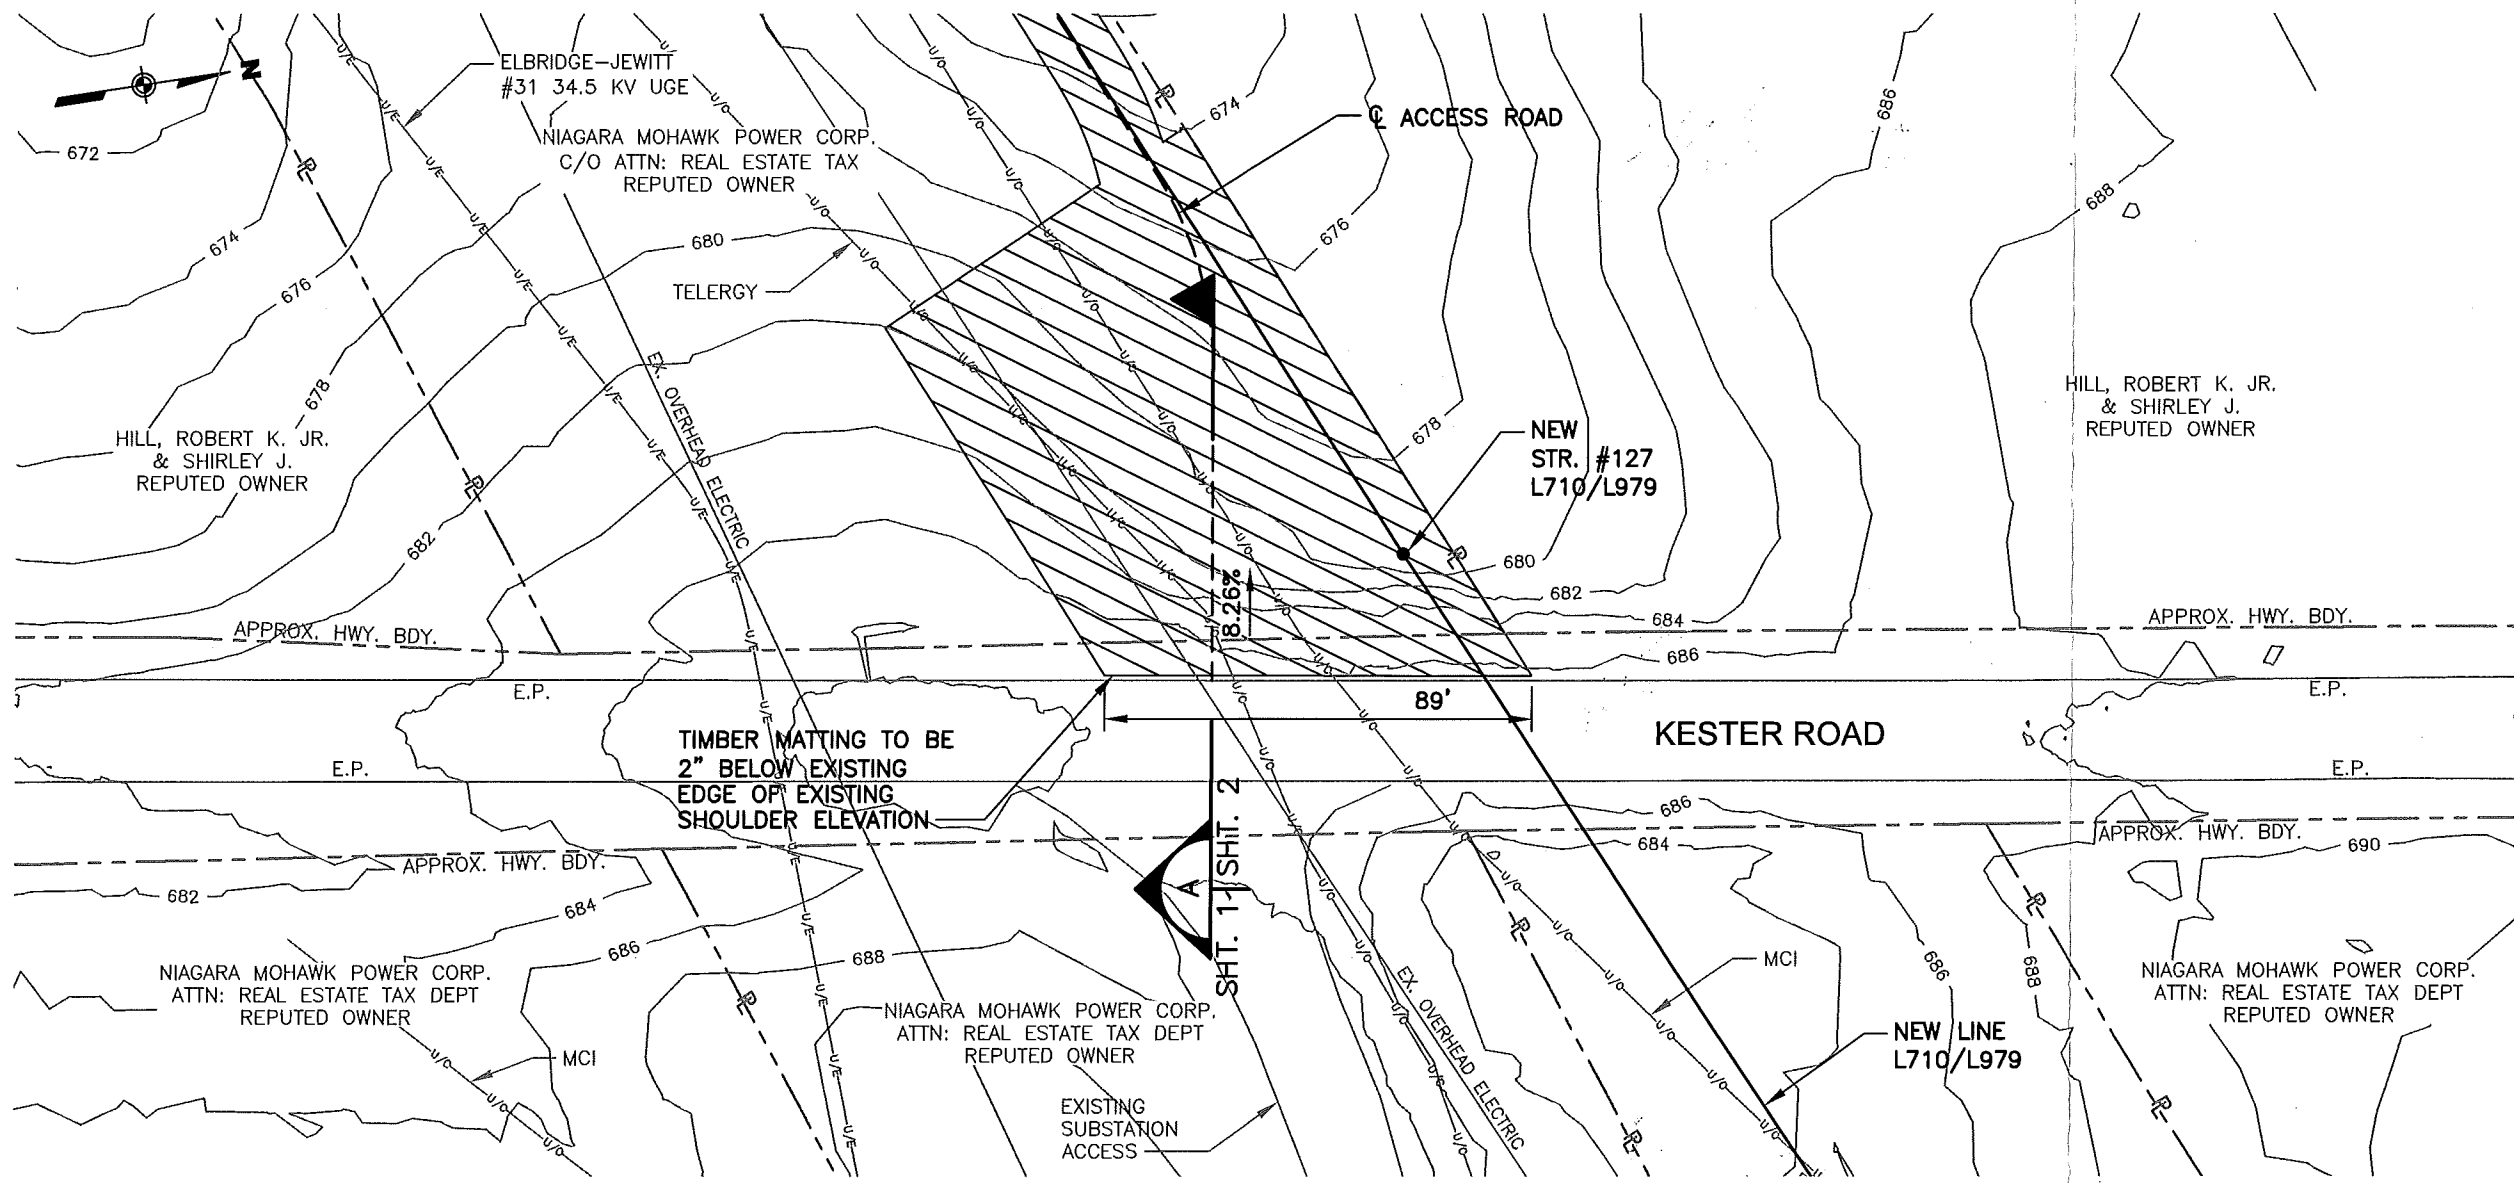 N
ELBRIDGE-JEWITT
#31 34.5 KV UGE
NIAGARA MOHAWK POWER CORP.
C/O ATTN: REAL ESTATE TAX
REPUTED OWNER
℄ ACCESS ROAD
672
674
676
678
680
682
674
676
678
680
682
684
686
686
688
TELERGY
EX. OVERHEAD ELECTRIC
HILL, ROBERT K. JR.
& SHIRLEY J.
REPUTED OWNER
HILL, ROBERT K. JR.
& SHIRLEY J.
REPUTED OWNER
NEW
STR. #127
L710/L979
8.26%
APPROX. HWY. BDY.
APPROX. HWY. BDY.
E.P.
E.P.
89'
KESTER ROAD
TIMBER MATTING TO BE
2" BELOW EXISTING
EDGE OF EXISTING
SHOULDER ELEVATION
E.P.
E.P.
SHT. 1 SHT. 2
A
APPROX. HWY. BDY.
APPROX. HWY. BDY.
682
684
686
688
686
684
686
688
690
NIAGARA MOHAWK POWER CORP.
ATTN: REAL ESTATE TAX DEPT
REPUTED OWNER
NIAGARA MOHAWK POWER CORP.
ATTN: REAL ESTATE TAX DEPT
REPUTED OWNER
NIAGARA MOHAWK POWER CORP.
ATTN: REAL ESTATE TAX DEPT
REPUTED OWNER
MCI
MCI
EX. OVERHEAD ELECTRIC
NEW LINE
L710/L979
EXISTING
SUBSTATION
ACCESS
U/E
U/O